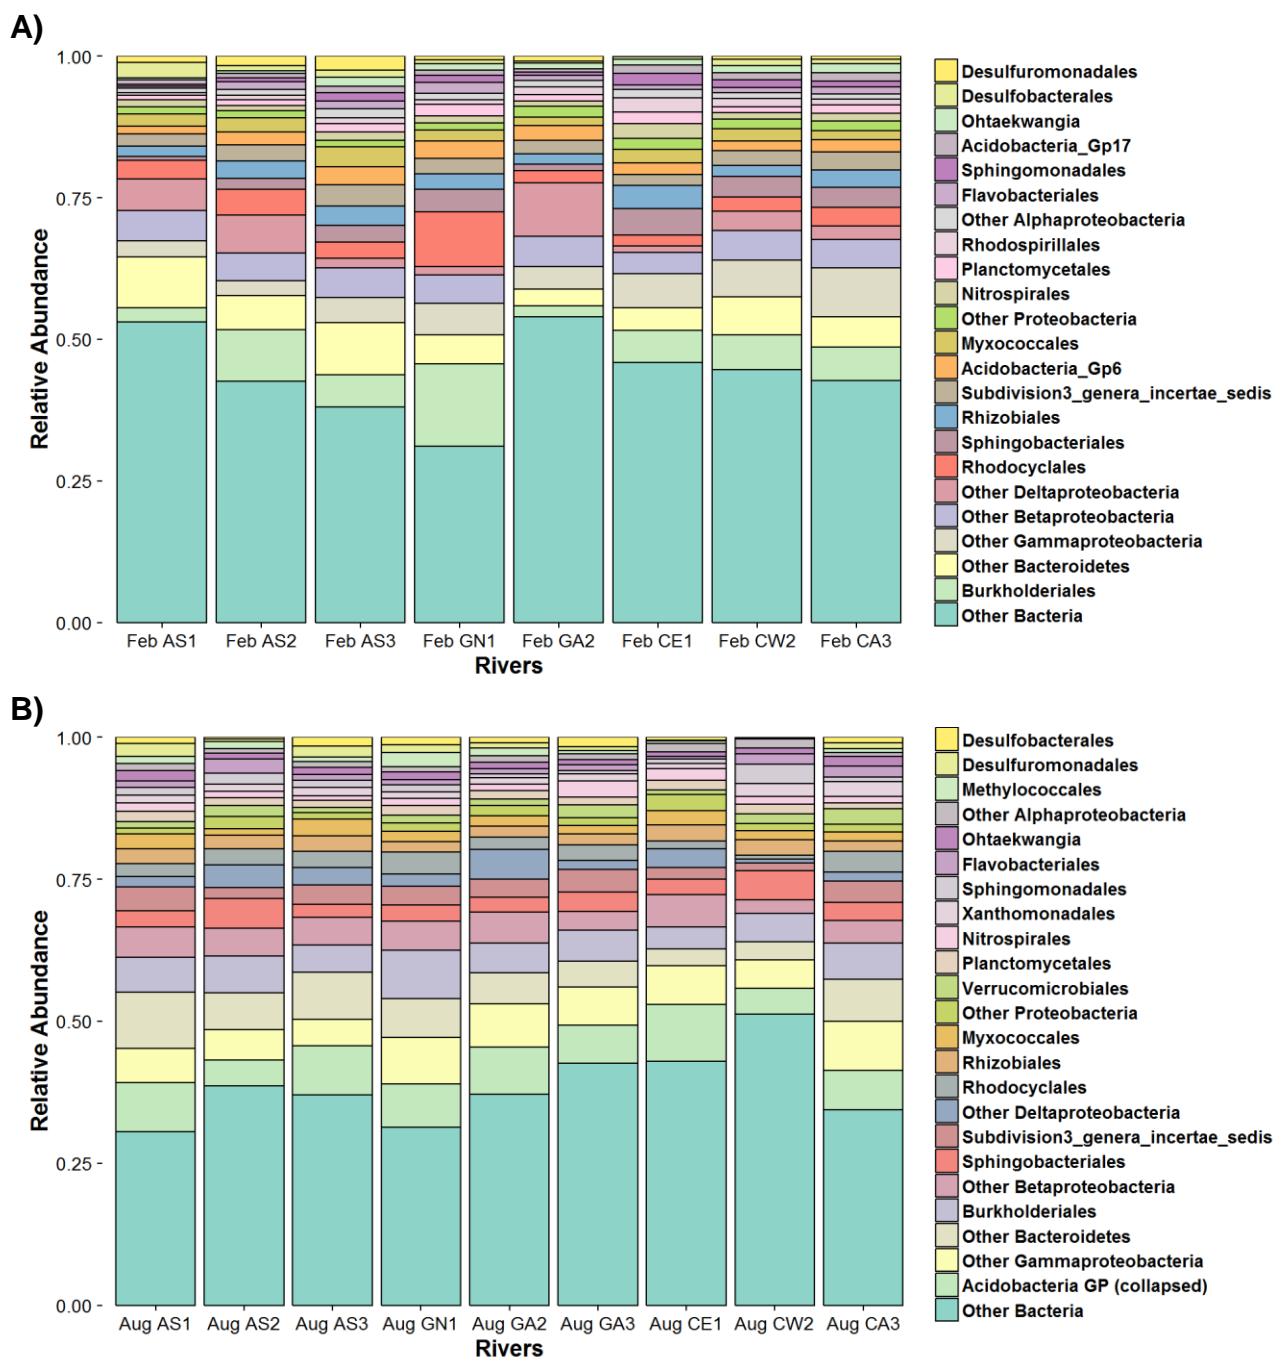 A)
1.00
0.75
0.50
0.25
0.00
Relative Abundance
Feb AS1 Feb AS2 Feb AS3 Feb GN1 Feb GA2 Feb CE1 Feb CW2 Feb CA3
Rivers
Desulfuromonadales
Desulfobacterales
Ohtaekwangia
Acidobacteria_Gp17
Sphingomonadales
Flavobacteriales
Other Alphaproteobacteria
Rhodospirillales
Planctomycetales
Nitrospirales
Other Proteobacteria
Myxococcales
Acidobacteria_Gp6
Subdivision3_genera_incertae_sedis
Rhizobiales
Sphingobacteriales
Rhodocyclales
Other Deltaproteobacteria
Other Betaproteobacteria
Other Gammaproteobacteria
Other Bacteroidetes
Burkholderiales
Other Bacteria
B)
1.00
0.75
0.50
0.25
0.00
Relative Abundance
Aug AS1 Aug AS2 Aug AS3 Aug GN1 Aug GA2 Aug GA3 Aug CE1 Aug CW2 Aug CA3
Rivers
Desulfobacterales
Desulfuromonadales
Methylococcales
Other Alphaproteobacteria
Ohtaekwangia
Flavobacteriales
Sphingomonadales
Xanthomonadales
Nitrospirales
Planctomycetales
Verrucomicrobiales
Other Proteobacteria
Myxococcales
Rhizobiales
Rhodocyclales
Other Deltaproteobacteria
Subdivision3_genera_incertae_sedis
Sphingobacteriales
Other Betaproteobacteria
Burkholderiales
Other Bacteroidetes
Other Gammaproteobacteria
Acidobacteria GP (collapsed)
Other Bacteria